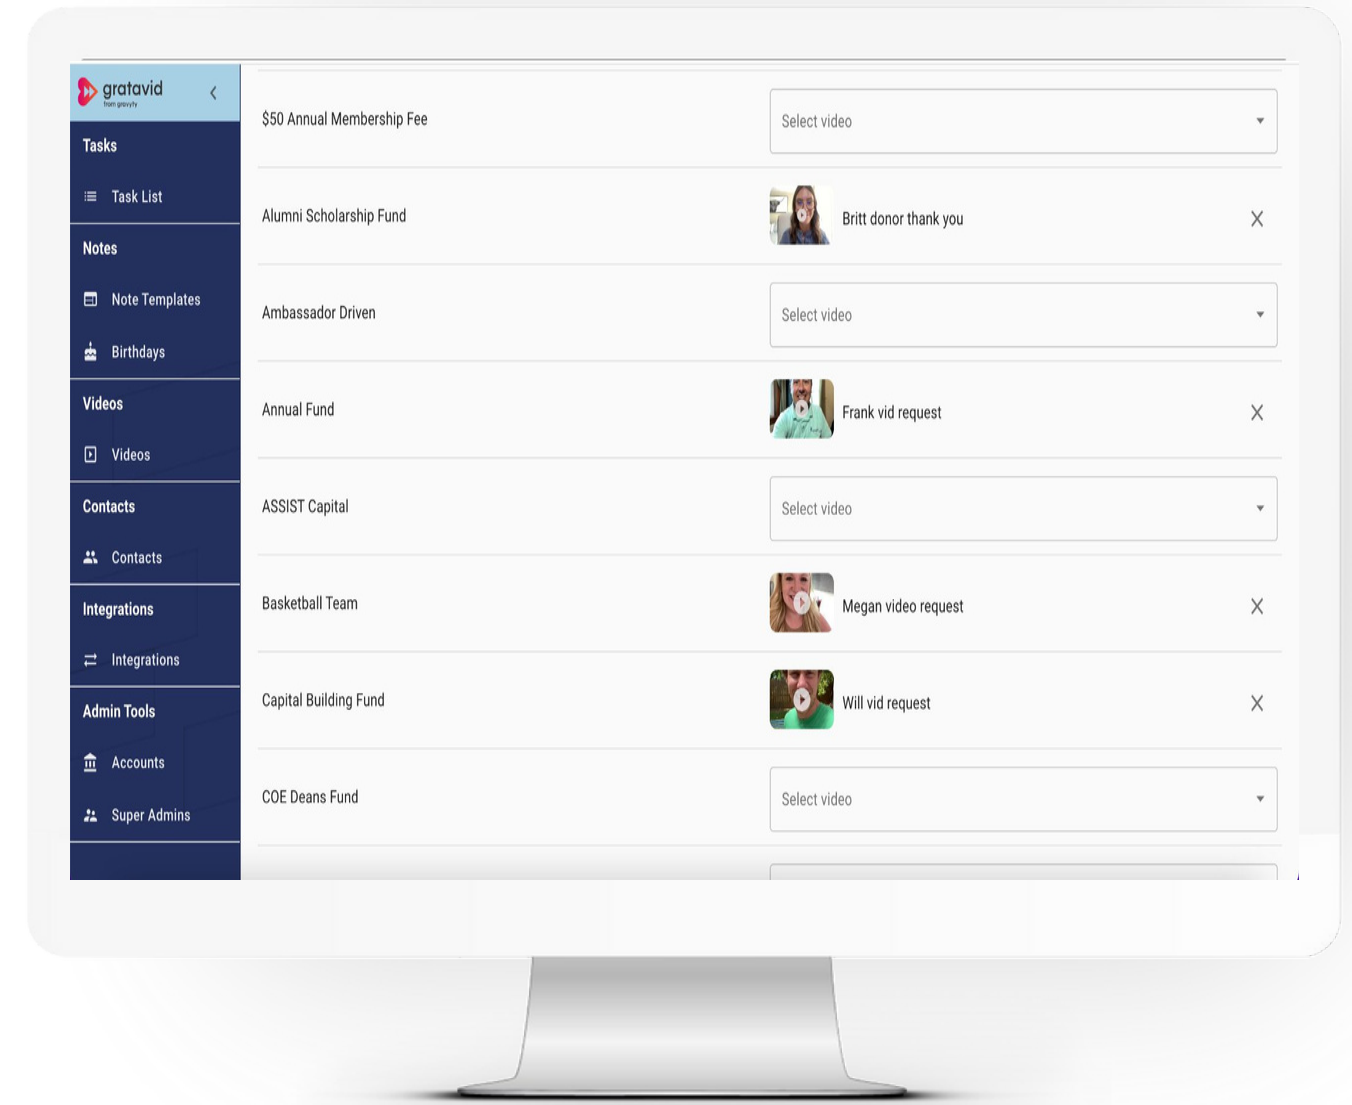 gratavid
from gravyty
Tasks
Task List
Notes
Note Templates
Birthdays
Videos
Videos
Contacts
Contacts
Integrations
Integrations
Admin Tools
Accounts
Super Admins
$50 Annual Membership Fee
Select video
Alumni Scholarship Fund
Britt donor thank you
Ambassador Driven
Select video
Annual Fund
Frank vid request
ASSIST Capital
Select video
Basketball Team
Megan video request
Capital Building Fund
Will vid request
COE Deans Fund
Select video